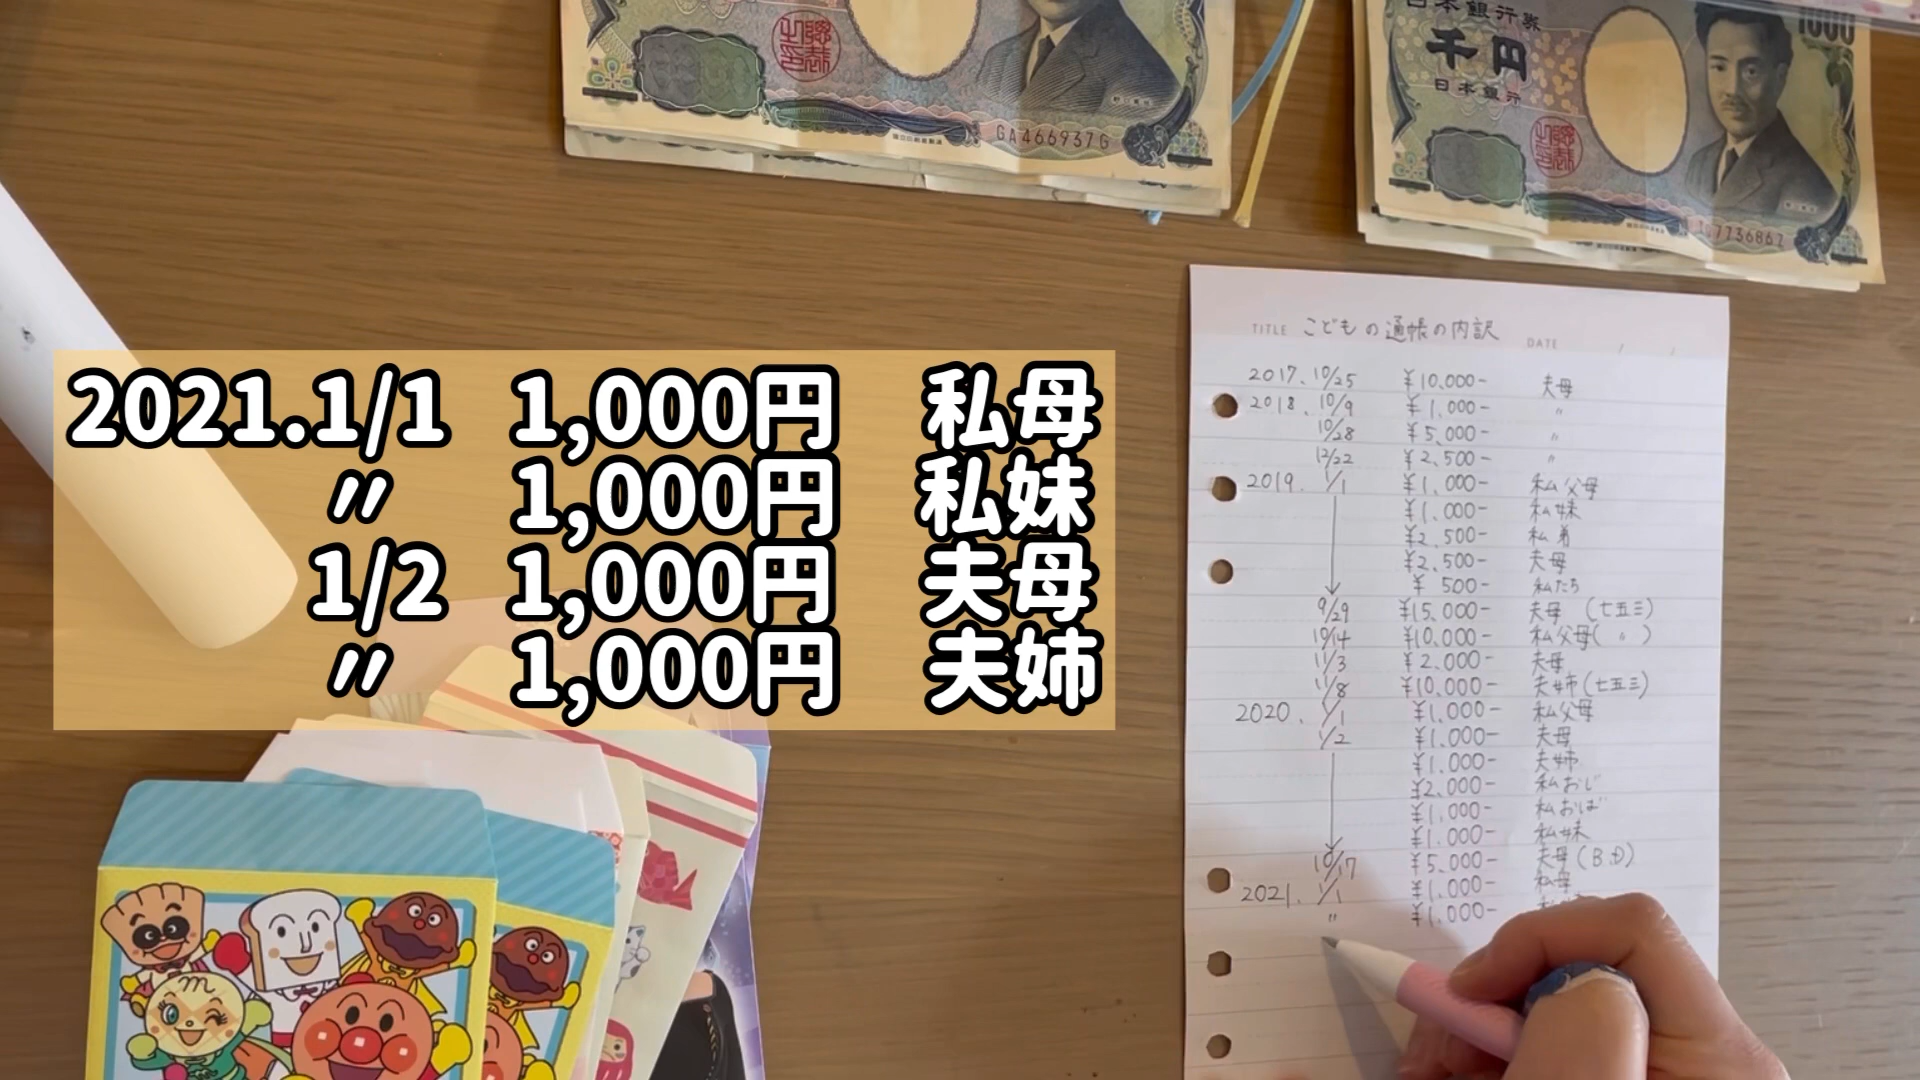 GA466937G
日本銀行券
1000
千円
日本銀行
TITLE こどもの通帳の内訳
DATE / /
2021.1/1 1,000円 私母
〃 1,000円 私妹
1/2 1,000円 夫母
〃 1,000円 夫姉
2017. 10/25 ¥10,000- 夫母
2018. 10/9 ¥1,000- 〃
10/28 ¥5,000- 〃
12/22 ¥2,500- 〃
2019. 1/1 ¥1,000- 私父母
¥1,000- 私妹
¥2,500- 私弟
¥2,500- 夫母
¥500- 私たち
9/29 ¥15,000- 夫母 (七五三)
10/14 ¥10,000- 私父母( 〃 )
11/3 ¥2,000- 夫母
11/8 ¥10,000- 夫姉(七五三)
2020. 1/1 ¥1,000- 私父母
1/2 ¥1,000- 夫母
¥1,000- 夫姉
¥2,000- 私おじ
¥1,000- 私おば
¥1,000- 私妹
10/17 ¥5,000- 夫母(B.D)
2021. 1/1 ¥1,000- 私母
〃 ¥1,000-